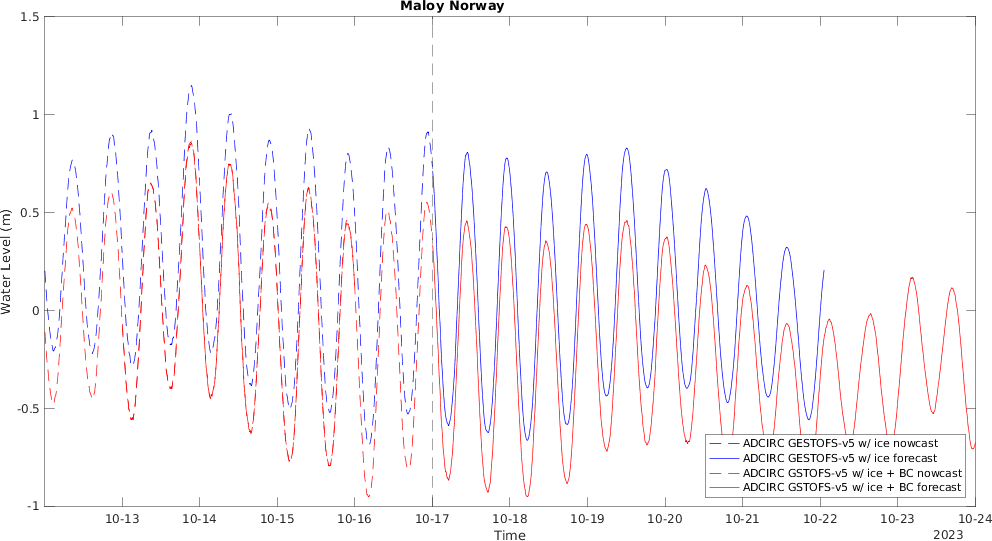 Maloy Norway
1.5
1
0.5
0
-0.5
-1
Water Level (m)
ADCIRC GESTOFS-v5 w/ ice nowcast
ADCIRC GESTOFS-v5 w/ ice forecast
ADCIRC GSTOFS-v5 w/ ice + BC nowcast
ADCIRC GSTOFS-v5 w/ ice + BC forecast
10-13 10-14 10-15 10-16 10-17 10-18 10-19 10-20 10-21 10-22 10-23 10-24
Time
2023